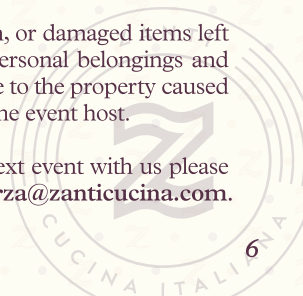 , or damaged items left
ersonal belongings and
e to the property caused
he event host.
ext event with us please
rza@zanticucina.com.
6
Z
CUCINA ITALI